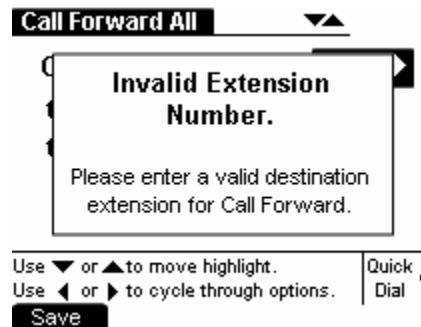 Call Forward All ▼▲
Invalid Extension
Number.
Please enter a valid destination
extension for Call Forward.
Use ▼ or ▲ to move highlight.
Use ◀ or ▶ to cycle through options.
Quick
Dial
Save